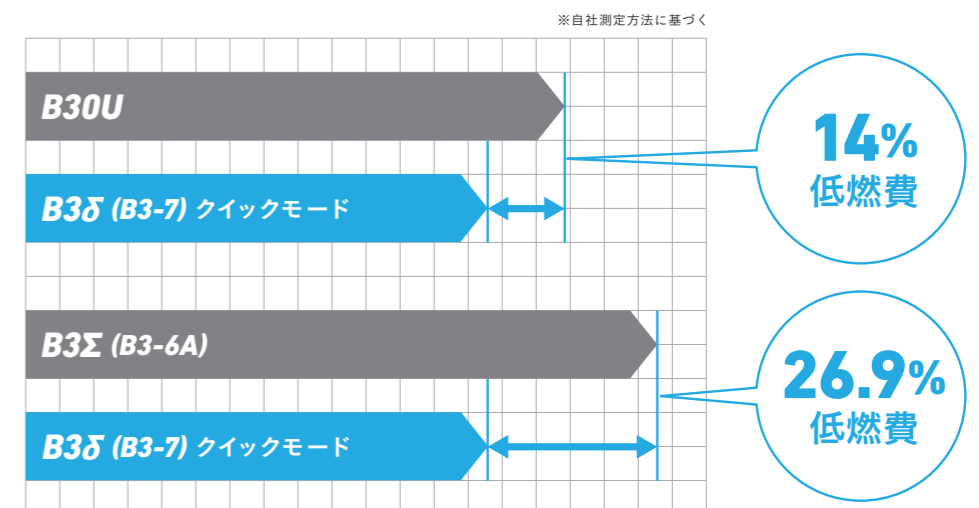 ※自社測定方法に基づく
B30U
14%
低燃費
B3δ (B3-7) クイックモード
B3Σ (B3-6A)
26.9%
低燃費
B3δ (B3-7) クイックモード